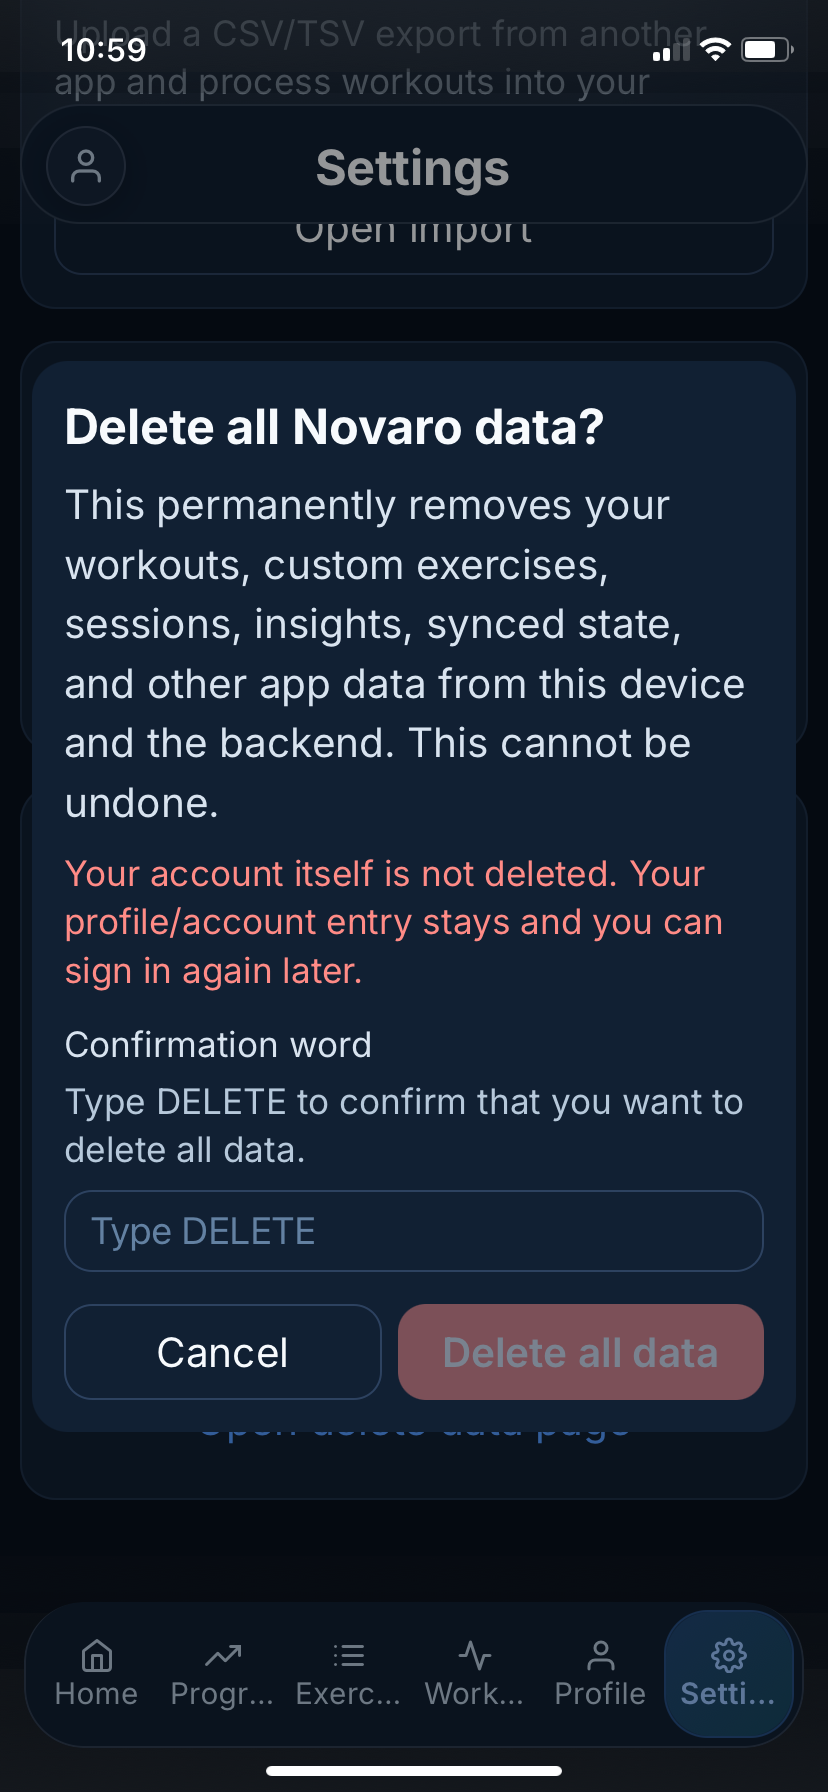 Upload a CSV/TSV export from another
10:59
app and process workouts into your
Settings
Open import
Delete all Novaro data?
This permanently removes your
workouts, custom exercises,
sessions, insights, synced state,
and other app data from this device
and the backend. This cannot be
undone.
Your account itself is not deleted. Your
profile/account entry stays and you can
sign in again later.
Confirmation word
Type DELETE to confirm that you want to
delete all data.
Type DELETE
Cancel
Delete all data
Open delete data page
Home
Progr...
Exerc...
Work...
Profile
Setti...